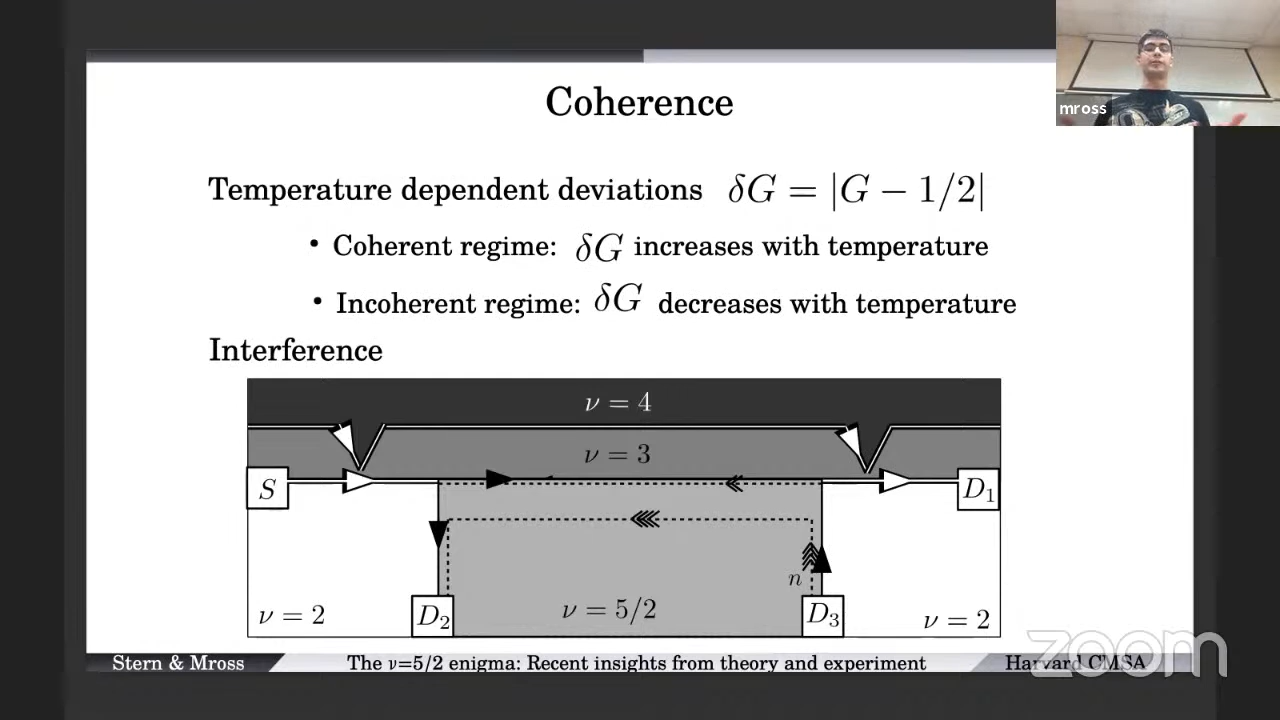 mross
Coherence
Temperature dependent deviations δG = |G − 1/2|
• Coherent regime: δG increases with temperature
• Incoherent regime: δG decreases with temperature
Interference
ν = 4
ν = 3
S
D₁
n
ν = 2
D₂
ν = 5/2
D₃
ν = 2
zoom
Stern & Mross
The ν=5/2 enigma: Recent insights from theory and experiment
Harvard CMSA